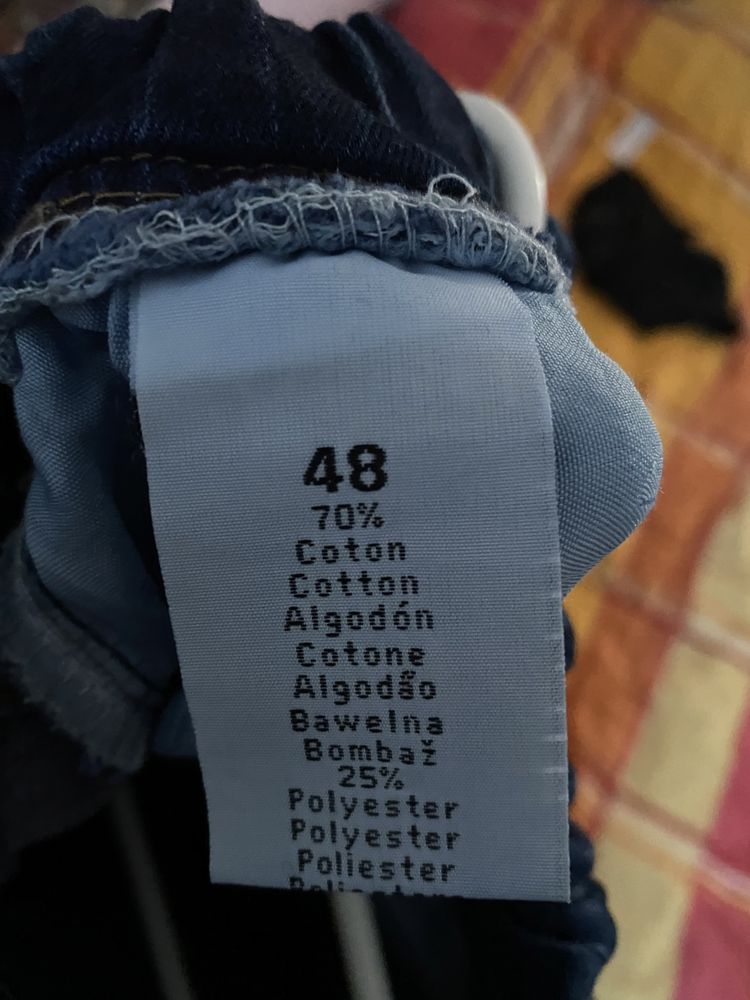 48
70%
Coton
Cotton
Algodón
Cotone
Algodão
Bawelna
Bombaž
25%
Polyester
Polyester
Poliester